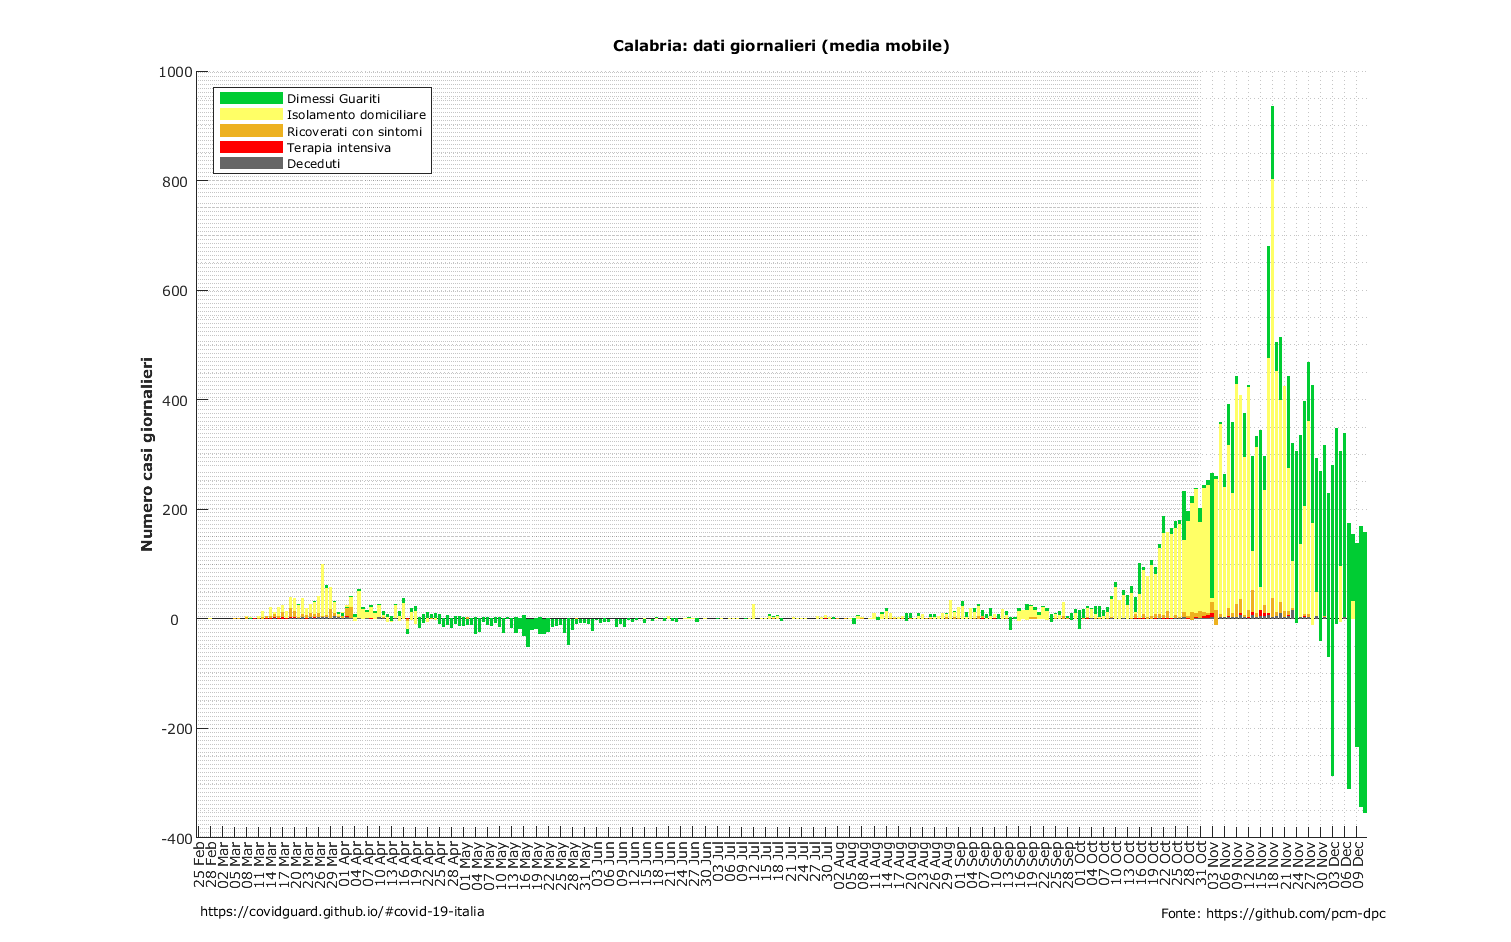 Calabria: dati giornalieri (media mobile)
1000
800
600
400
200
0
-200
-400
Numero casi giornalieri
Dimessi Guariti
Isolamento domiciliare
Ricoverati con sintomi
Terapia intensiva
Deceduti
25 Feb
28 Feb
02 Mar
05 Mar
08 Mar
11 Mar
14 Mar
17 Mar
20 Mar
23 Mar
26 Mar
29 Mar
01 Apr
04 Apr
07 Apr
10 Apr
13 Apr
16 Apr
19 Apr
22 Apr
25 Apr
28 Apr
01 May
04 May
07 May
10 May
13 May
16 May
19 May
22 May
25 May
28 May
31 May
03 Jun
06 Jun
09 Jun
12 Jun
15 Jun
18 Jun
21 Jun
24 Jun
27 Jun
30 Jun
03 Jul
06 Jul
09 Jul
12 Jul
15 Jul
18 Jul
21 Jul
24 Jul
27 Jul
30 Jul
02 Aug
05 Aug
08 Aug
11 Aug
14 Aug
17 Aug
20 Aug
23 Aug
26 Aug
29 Aug
01 Sep
04 Sep
07 Sep
10 Sep
13 Sep
16 Sep
19 Sep
22 Sep
25 Sep
28 Sep
01 Oct
04 Oct
07 Oct
10 Oct
13 Oct
16 Oct
19 Oct
22 Oct
25 Oct
28 Oct
31 Oct
03 Nov
06 Nov
09 Nov
12 Nov
15 Nov
18 Nov
21 Nov
24 Nov
27 Nov
30 Nov
03 Dec
06 Dec
09 Dec
https://covidguard.github.io/#covid-19-italia
Fonte: https://github.com/pcm-dpc